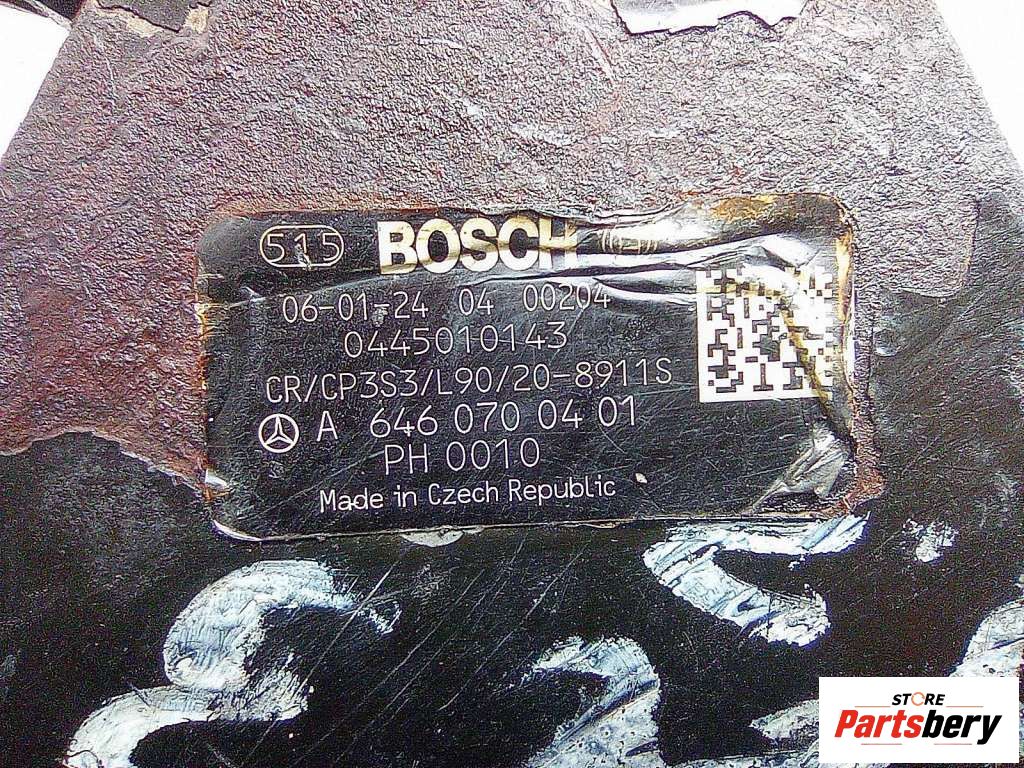 515 BOSCH
06-01-24 04 00204
0445010143
CR/CP3S3/L90/20-8911S
A 646 070 04 01
PH 0010
Made in Czech Republic
STORE
Partsbery